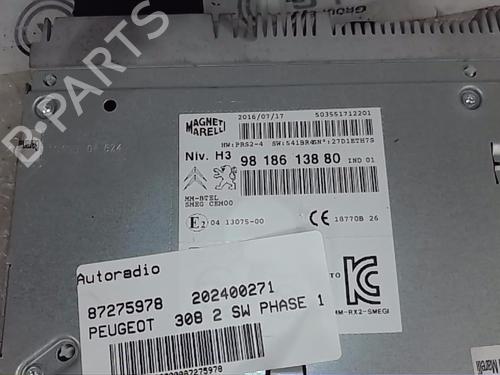 B-PARTS
MAGNETI
MARELLI
2016/07/17
503551712201
HW:PRS2-4
Niv. H3
98 186 138 80 IND 01
MM-BTEL
SMEG CEM00
E2 04 13075-00
CE 18770B 26
MM-RX2-SMEGI
Autoradio
87275978 202400271
PEUGEOT 308 2 SW PHASE 1
Marelli